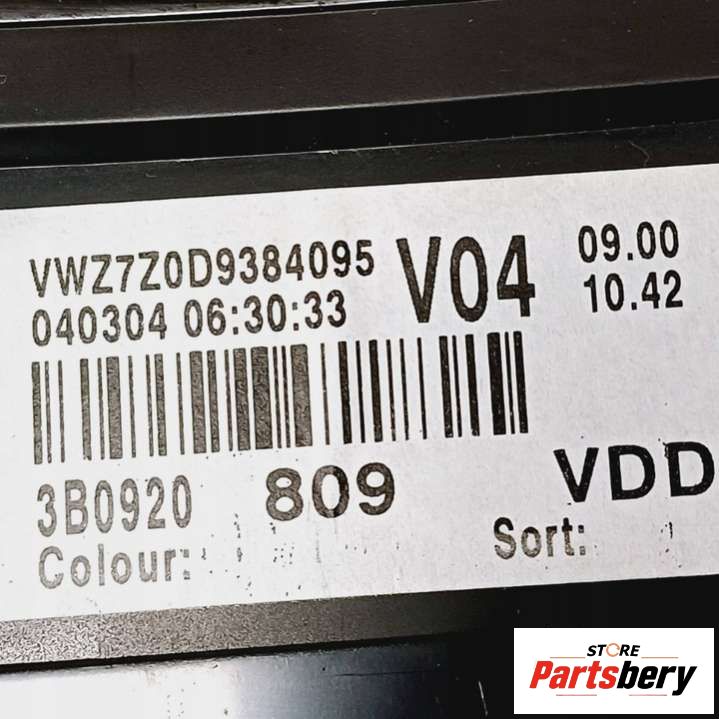 VWZ7Z0D9384095 V04 09.00
040304 06:30:33 10.42
3B0920 809 VDD
Colour: Sort:
STORE
Partsbery